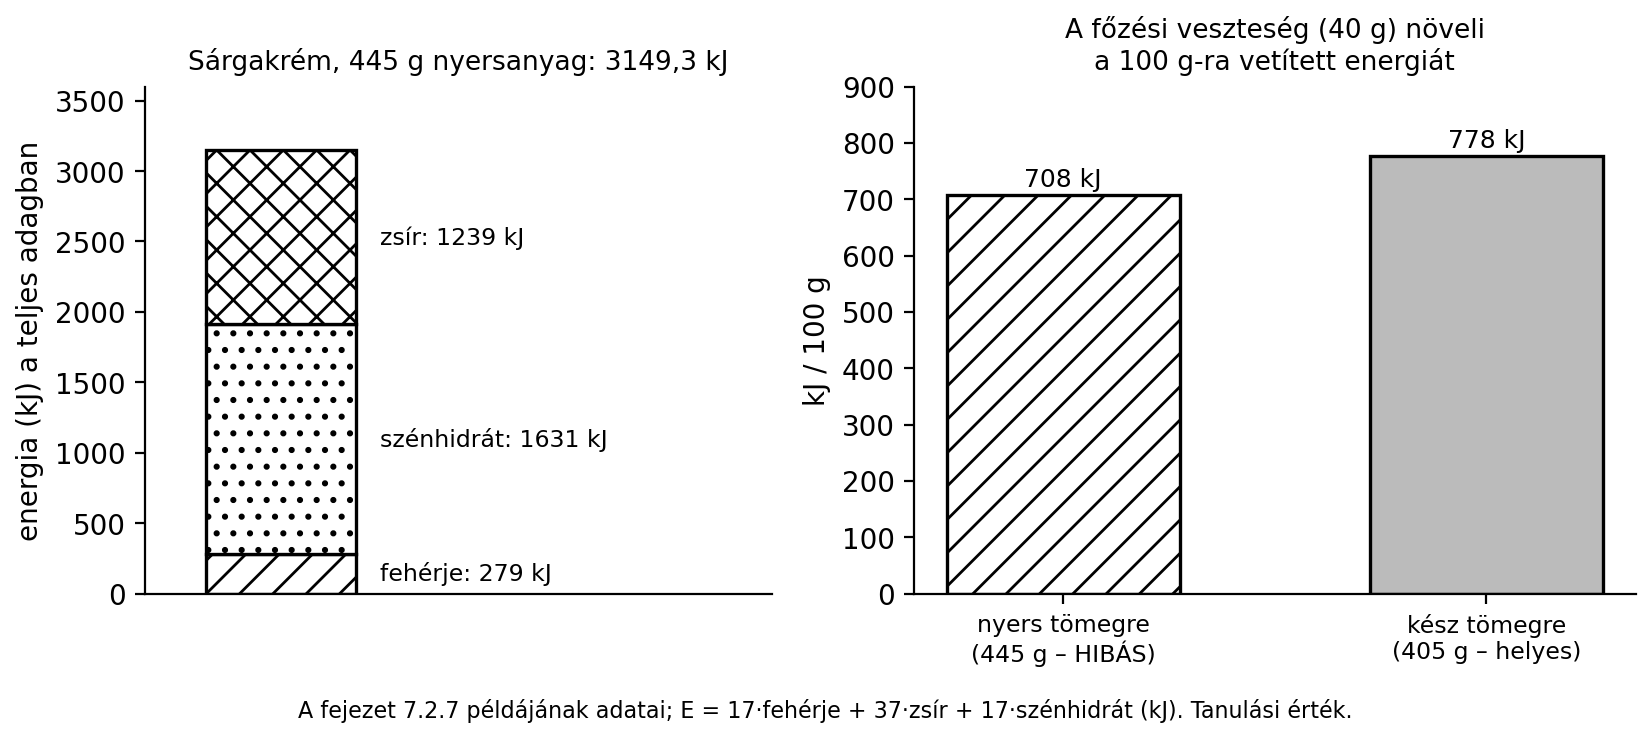 Sárgakrém, 445 g nyersanyag: 3149,3 kJ
energia (kJ) a teljes adagban
3500
3000
2500
2000
1500
1000
500
0
zsír: 1239 kJ
szénhidrát: 1631 kJ
fehérje: 279 kJ
A főzési veszteség (40 g) növeli
a 100 g-ra vetített energiát
kJ / 100 g
900
800
700
600
500
400
300
200
100
0
708 kJ
778 kJ
nyers tömegre
(445 g – HIBÁS)
kész tömegre
(405 g – helyes)
A fejezet 7.2.7 példájának adatai; E = 17·fehérje + 37·zsír + 17·szénhidrát (kJ). Tanulási érték.